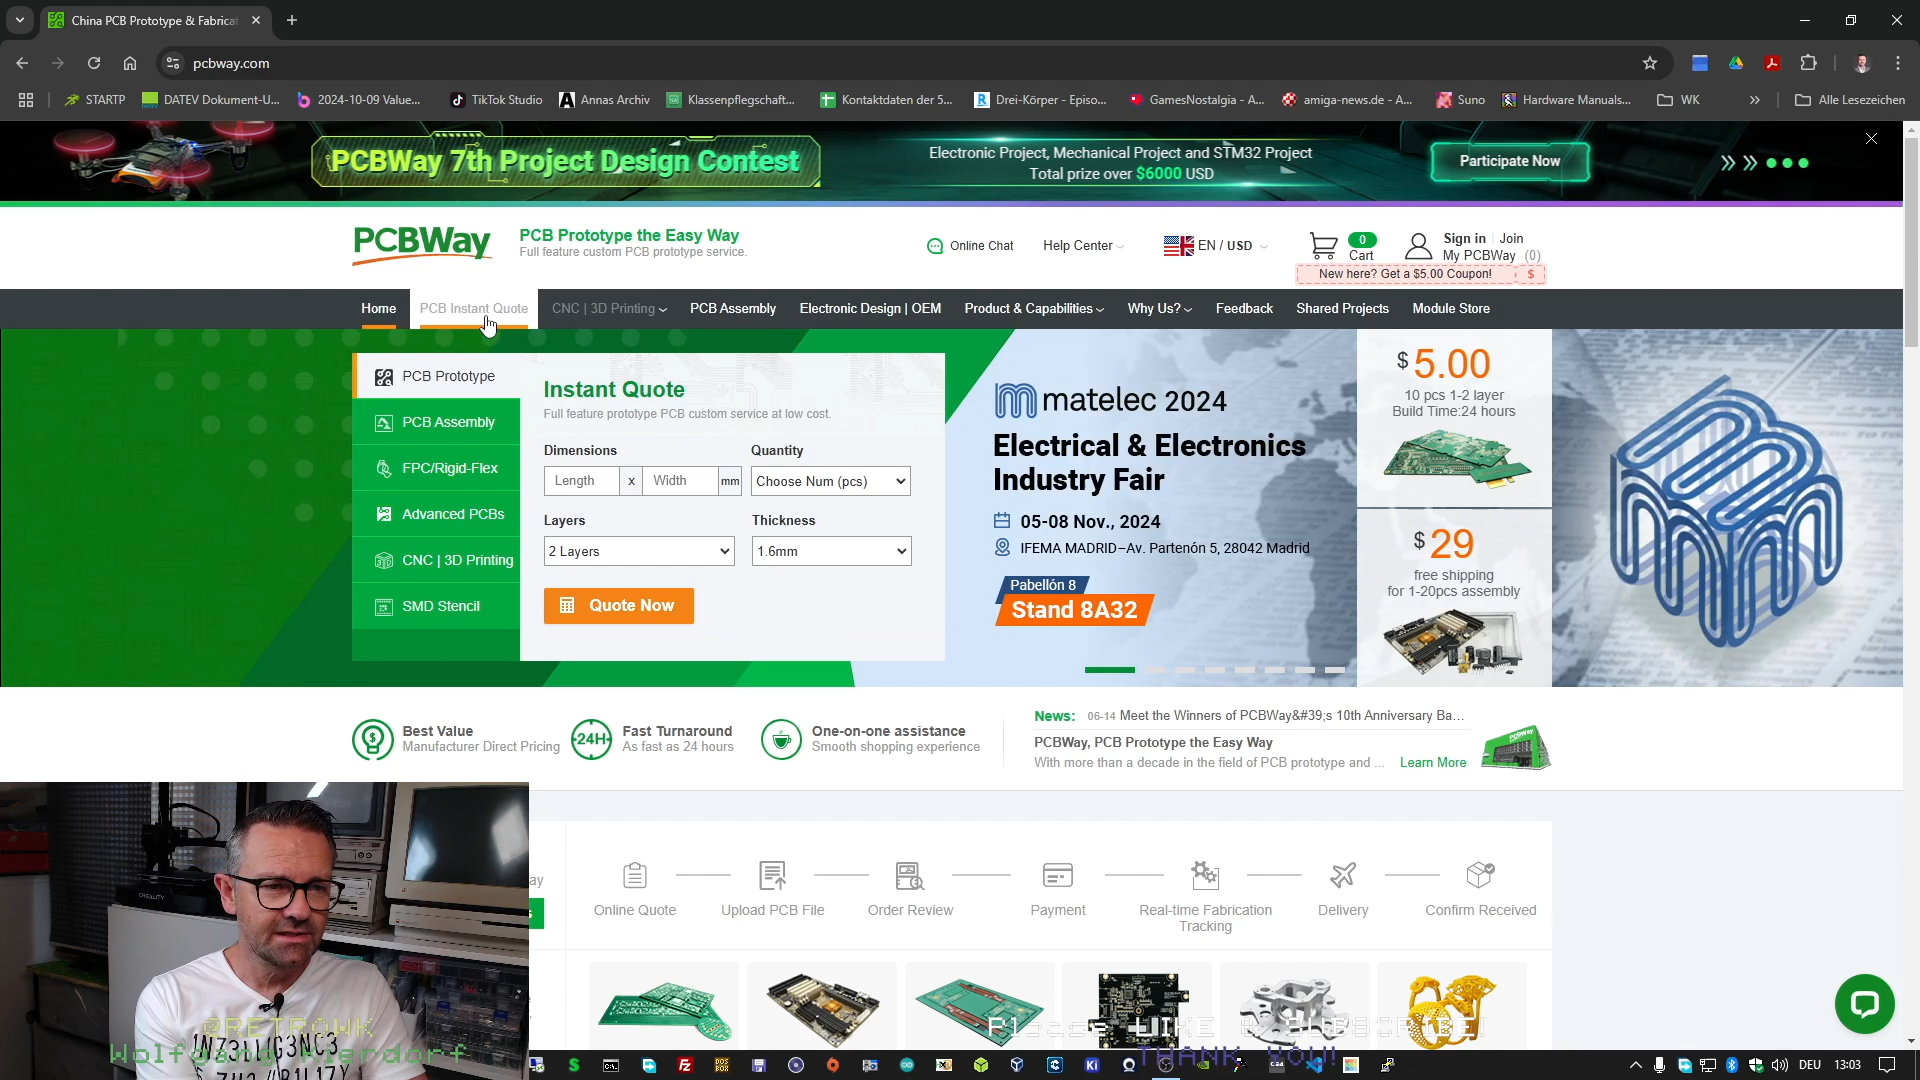 China PCB Prototype & Fabricat
pcbway.com
STARTP
DATEV Dokument-U...
2024-10-09 Value...
TikTok Studio
Annas Archiv
Klassenpflegschaft...
Kontaktdaten der 5...
Drei-Körper - Episo...
GamesNostalgia - A...
amiga-news.de - A...
Suno
Hardware Manuals...
WK
»
Alle Lesezeichen
PCBWay 7th Project Design Contest
Electronic Project, Mechanical Project and STM32 Project
Total prize over $6000 USD
Participate Now
PCBWay
PCB Prototype the Easy Way
Full feature custom PCB prototype service.
Online Chat
Help Center
EN / USD
0
Cart
Sign in | Join
My PCBWay (0)
New here? Get a $5.00 Coupon! $
Home
PCB Instant Quote
CNC | 3D Printing
PCB Assembly
Electronic Design | OEM
Product & Capabilities
Why Us?
Feedback
Shared Projects
Module Store
PCB Prototype
PCB Assembly
FPC/Rigid-Flex
Advanced PCBs
CNC | 3D Printing
SMD Stencil
Instant Quote
Full feature prototype PCB custom service at low cost.
Dimensions
Quantity
Length x Width mm
Choose Num (pcs)
Layers
Thickness
2 Layers
1.6mm
Quote Now
matelec 2024
Electrical & Electronics
Industry Fair
05-08 Nov., 2024
IFEMA MADRID–Av. Partenón 5, 28042 Madrid
Pabellón 8
Stand 8A32
$ 5.00
10 pcs 1-2 layer
Build Time:24 hours
$ 29
free shipping
for 1-20pcs assembly
Best Value
Manufacturer Direct Pricing
24H
Fast Turnaround
As fast as 24 hours
One-on-one assistance
Smooth shopping experience
News: 06-14 Meet the Winners of PCBWay&#39;s 10th Anniversary Ba...
PCBWay, PCB Prototype the Easy Way
With more than a decade in the field of PCB prototype and ... Learn More
PCBWay
ay
s
Online Quote
Upload PCB File
Order Review
Payment
Real-time Fabrication
Tracking
Delivery
Confirm Received
CREALITY
@RETROWK
Wolfgang Kierdorf
Please LIKE & SUBSCRIBE!
THANK YOU!
DEU
13:03